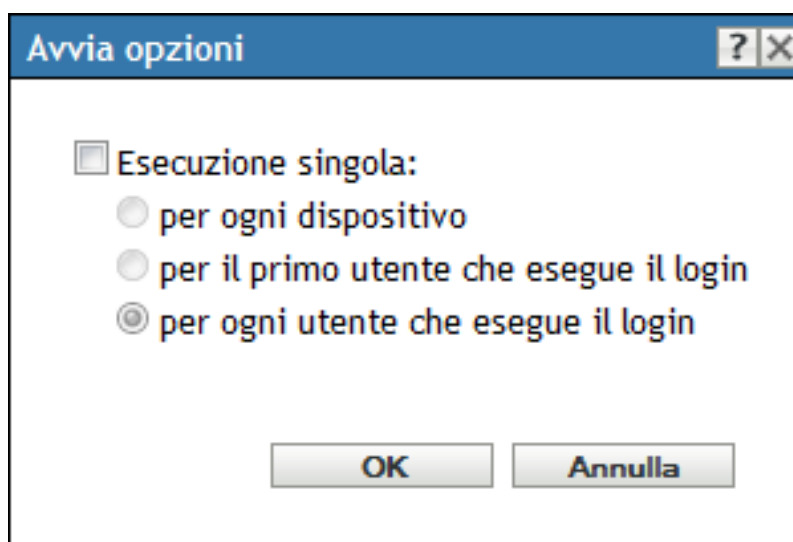 Avvia opzioni
?
Esecuzione singola:
per ogni dispositivo
per il primo utente che esegue il login
per ogni utente che esegue il login
OK Annulla